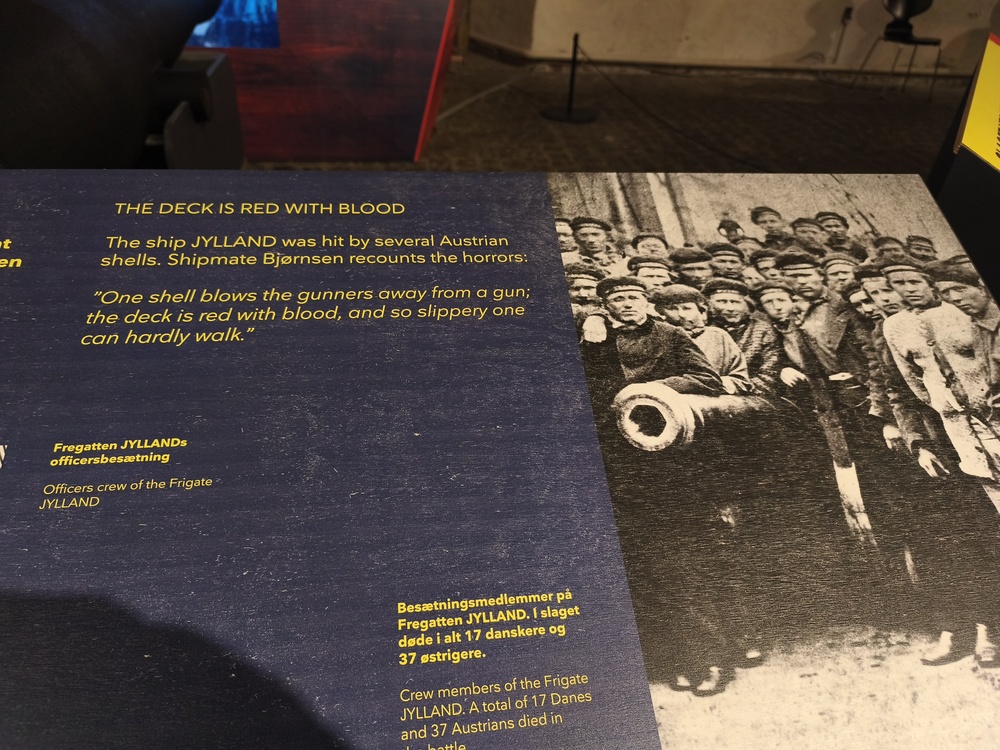 THE DECK IS RED WITH BLOOD
The ship JYLLAND was hit by several Austrian
shells. Shipmate Bjørnsen recounts the horrors:
"One shell blows the gunners away from a gun;
the deck is red with blood, and so slippery one
can hardly walk."
Fregatten JYLLANDs
officersbesætning
Officers crew of the Frigate
JYLLAND
Besætningsmedlemmer på
Fregatten JYLLAND. I slaget
døde i alt 17 danskere og
37 østrigere.
Crew members of the Frigate
JYLLAND. A total of 17 Danes
and 37 Austrians died in
the battle